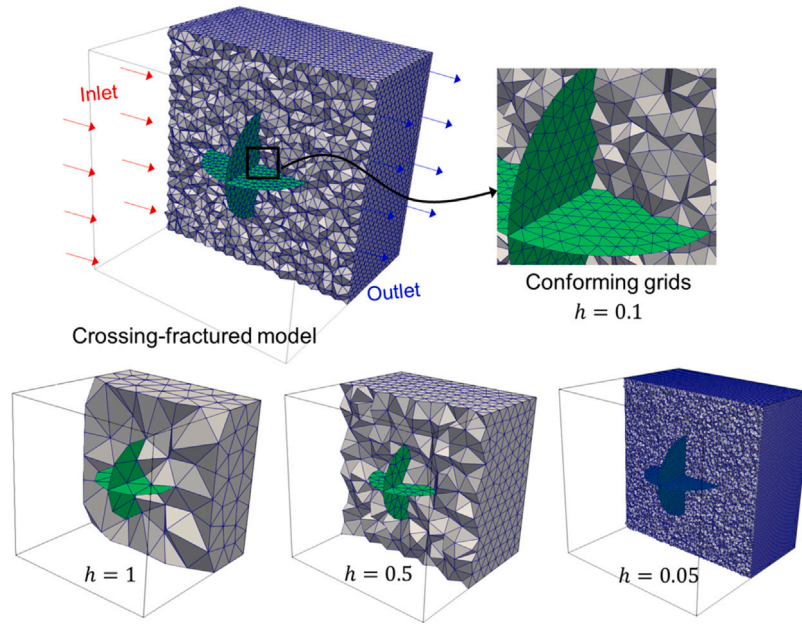 Inlet
Outlet
Crossing-fractured model
Conforming grids
h = 0.1
h = 1
h = 0.5
h = 0.05